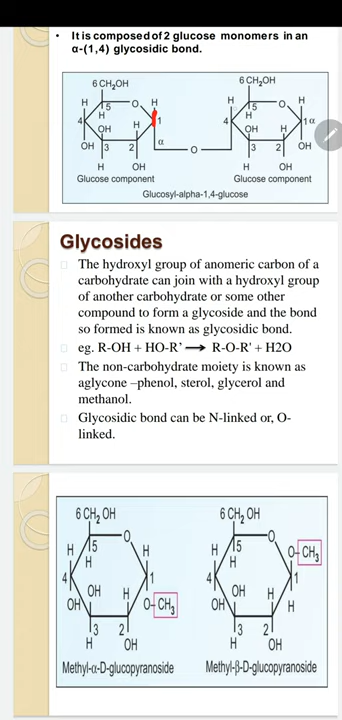 • It is composed of 2 glucose monomers in an
α-(1,4) glycosidic bond.
6 CH₂OH
6 CH₂OH
H 5 O H
H 5 O H
H
H
4 OH H 1
4 OH H 1 α
OH 3 2 α
3 2 OH
O
H OH
H OH
Glucose component
Glucose component
Glucosyl-alpha-1,4-glucose
Glycosides
The hydroxyl group of anomeric carbon of a
carbohydrate can join with a hydroxyl group
of another carbohydrate or some other
compound to form a glycoside and the bond
so formed is known as glycosidic bond.
eg. R-OH + HO-R' ⟶ R-O-R' + H2O
The non-carbohydrate moiety is known as
aglycone –phenol, sterol, glycerol and
methanol.
Glycosidic bond can be N-linked or, O-
linked.
6 CH₂ OH
6 CH₂ OH
H 5 O H
H 5 O O-CH₃
H
H
4 1
4 1
OH OH H O-CH₃
OH OH H H
3 2
3 2
H OH
H OH
Methyl-α-D-glucopyranoside
Methyl-β-D-glucopyranoside